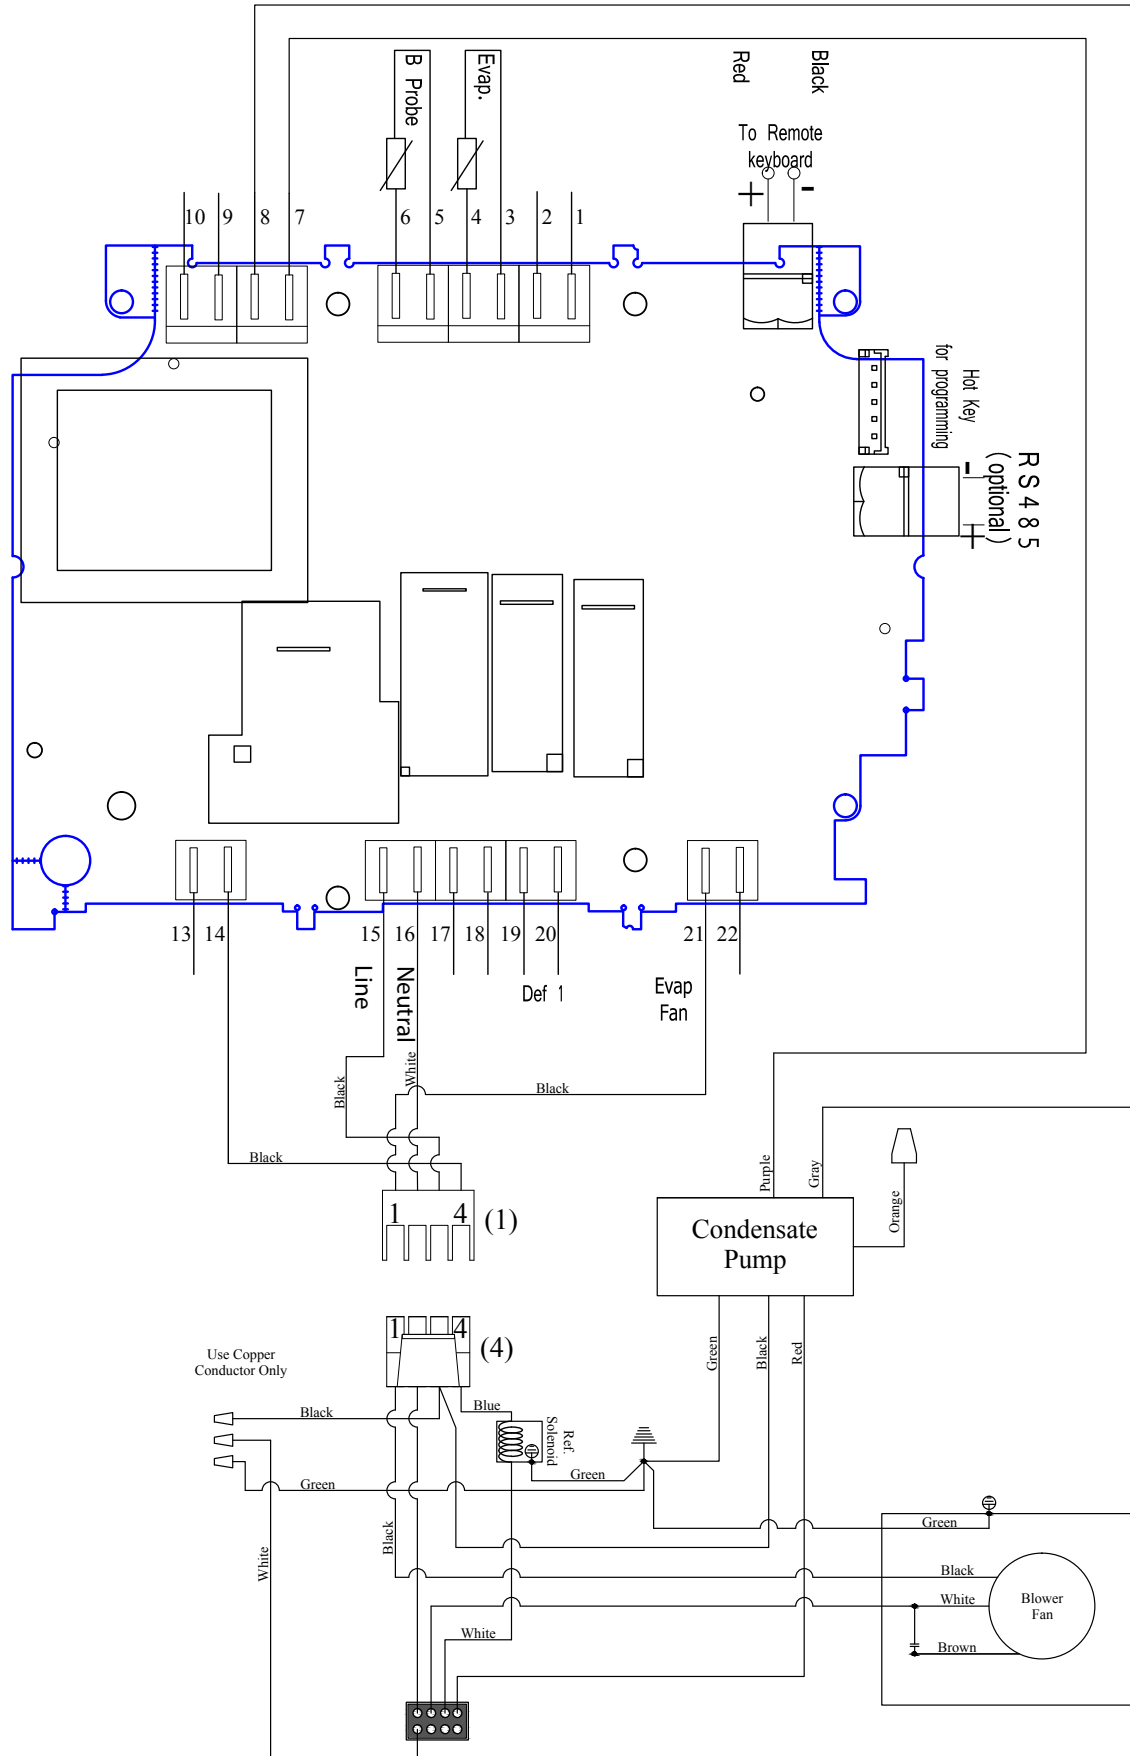 Red
Black
B Probe
Evap.
To Remote
keyboard
+ -
10 9 8 7 6 5 4 3 2 1
Hot Key
for programming
RS485
(optional)
-
+
13 14 15 16 17 18 19 20 21 22
Line
Neutral
Def 1
Evap
Fan
White
Black
Black
Black
Purple
Gray
Orange
1 4 (1)
Condensate
Pump
1 4 (4)
Green
Black
Red
Use Copper
Conductor Only
Black
Blue
Ref.
Solenoid
Green
Green
Green
Black
White
Black
White
Blower
Fan
White
Brown